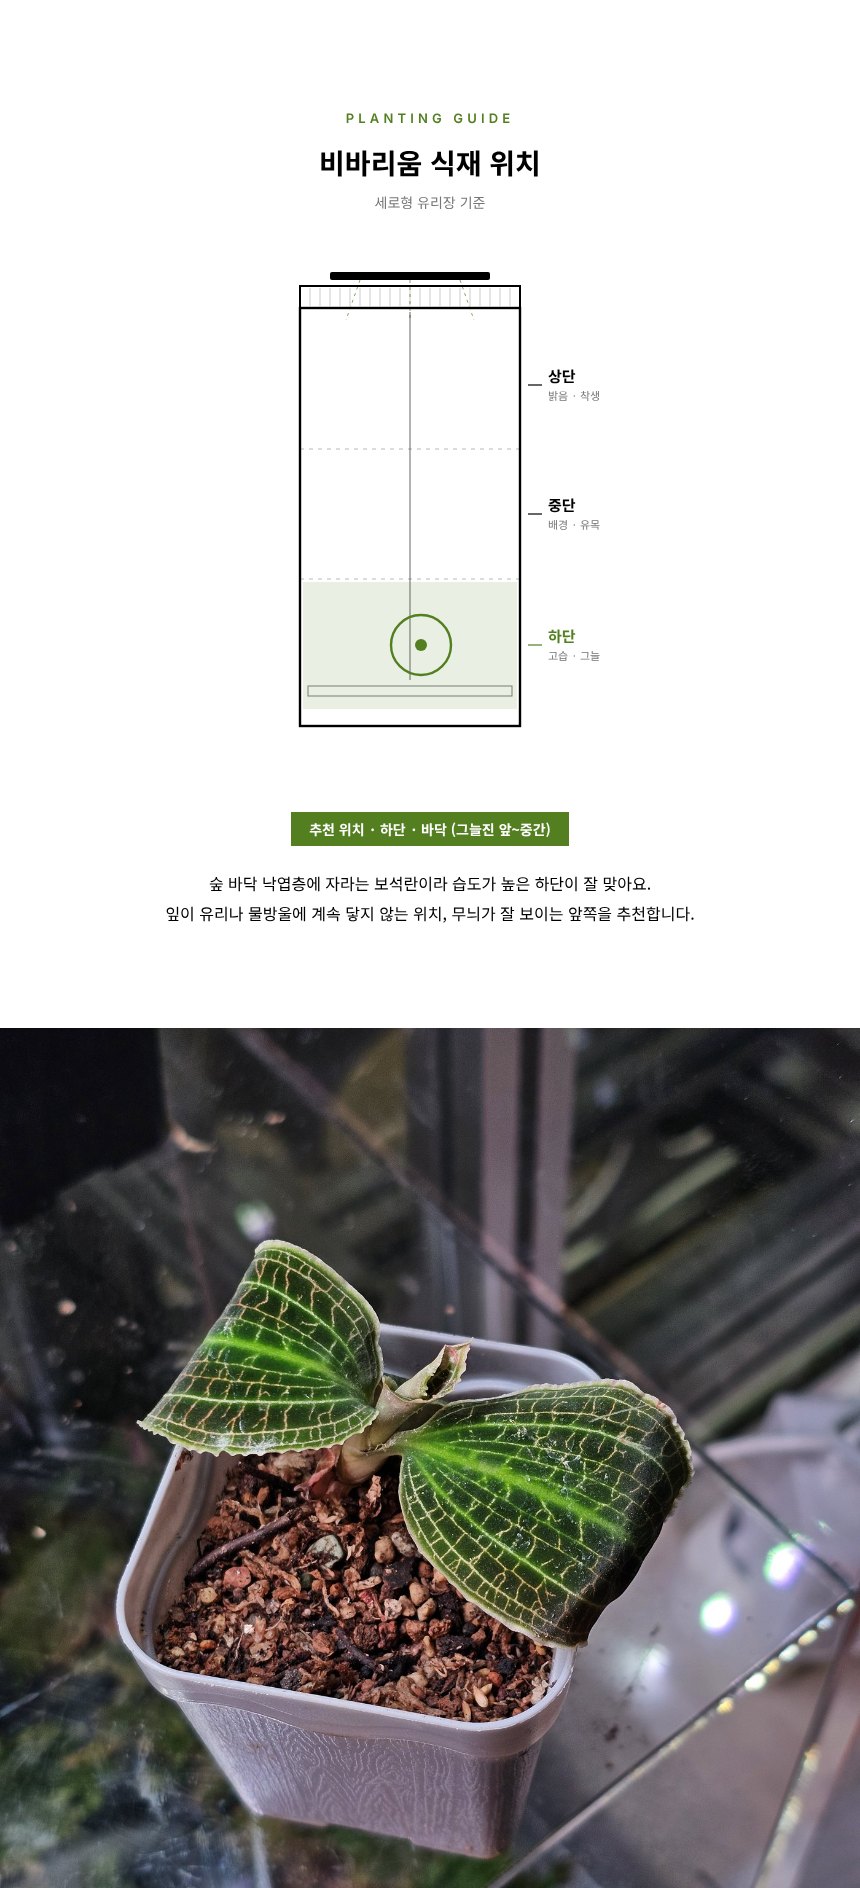 PLANTING GUIDE
비바리움 식재 위치
세로형 유리장 기준
상단
밝음 · 착생
중단
배경 · 유목
하단
고습 · 그늘
추천 위치 · 하단 · 바닥 (그늘진 앞~중간)
숲 바닥 낙엽층에 자라는 보석란이라 습도가 높은 하단이 잘 맞아요.
잎이 유리나 물방울에 계속 닿지 않는 위치, 무늬가 잘 보이는 앞쪽을 추천합니다.